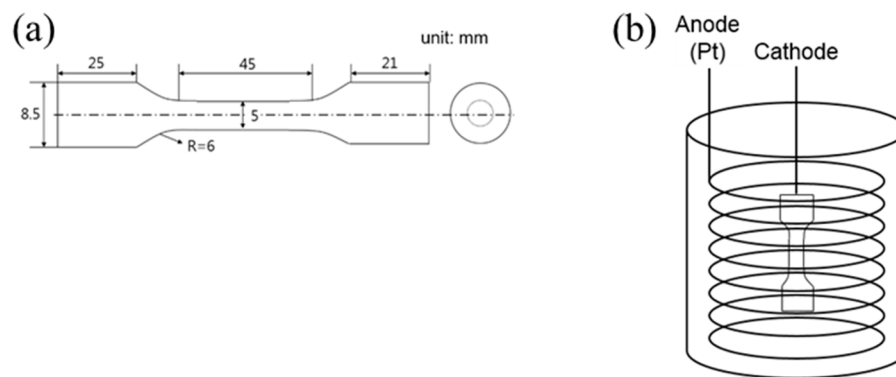 (a)
unit: mm
25
45
21
8.5
5
R=6
(b)
Anode
(Pt)
Cathode